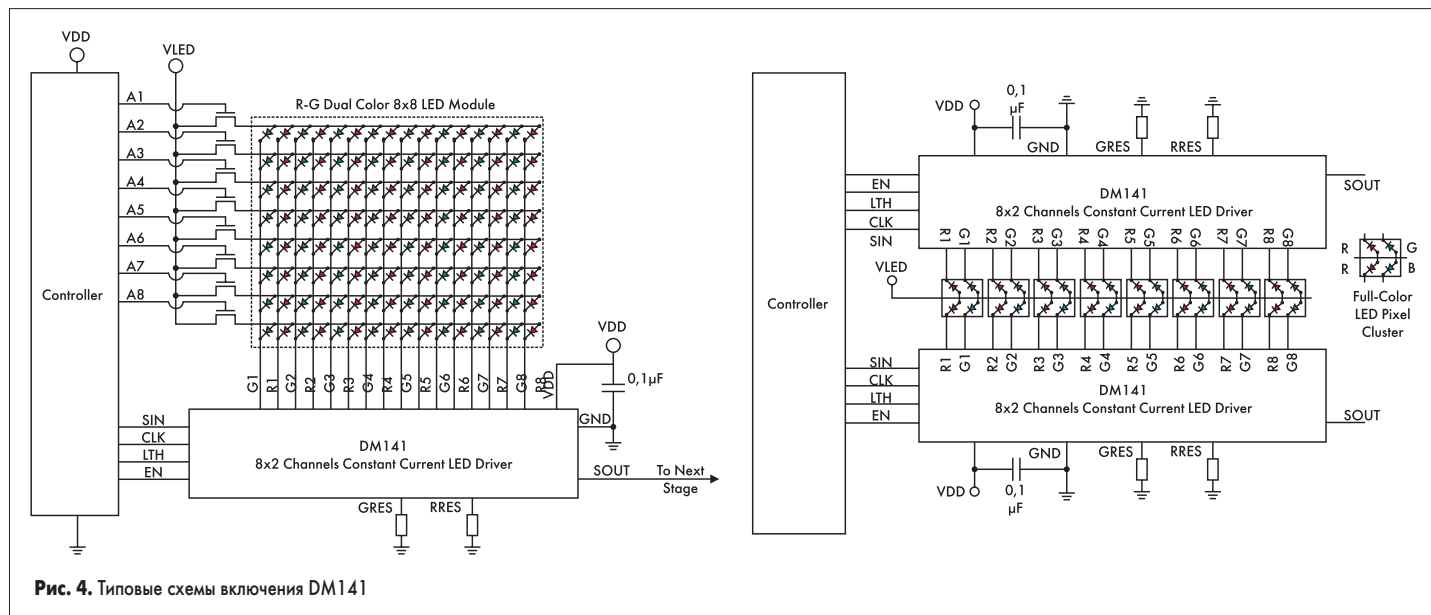 VDD
VLED
A1
A2
A3
A4
A5
A6
A7
A8
Controller
R-G Dual Color 8x8 LED Module
G1 R1 G2 R2 G3 R3 G4 R4 G5 R5 G6 R6 G7 R7 G8 R8 VDD
VDD
0,1µF
GND
SIN
CLK
LTH
EN
DM141
8x2 Channels Constant Current LED Driver
SOUT
To Next
Stage
GRES
RRES
Controller
VDD
0,1
µF
GND
GRES
RRES
EN
LTH
CLK
SIN
DM141
8x2 Channels Constant Current LED Driver
SOUT
R1 G1 R2 G2 R3 G3 R4 G4 R5 G5 R6 G6 R7 G7 R8 G8
VLED
R G
R B
Full-Color
LED Pixel
Cluster
R1 G1 R2 G2 R3 G3 R4 G4 R5 G5 R6 G6 R7 G7 R8 G8
SIN
CLK
LTH
EN
DM141
8x2 Channels Constant Current LED Driver
SOUT
GND
GRES
RRES
VDD
0,1
µF
Рис. 4. Типовые схемы включения DM141